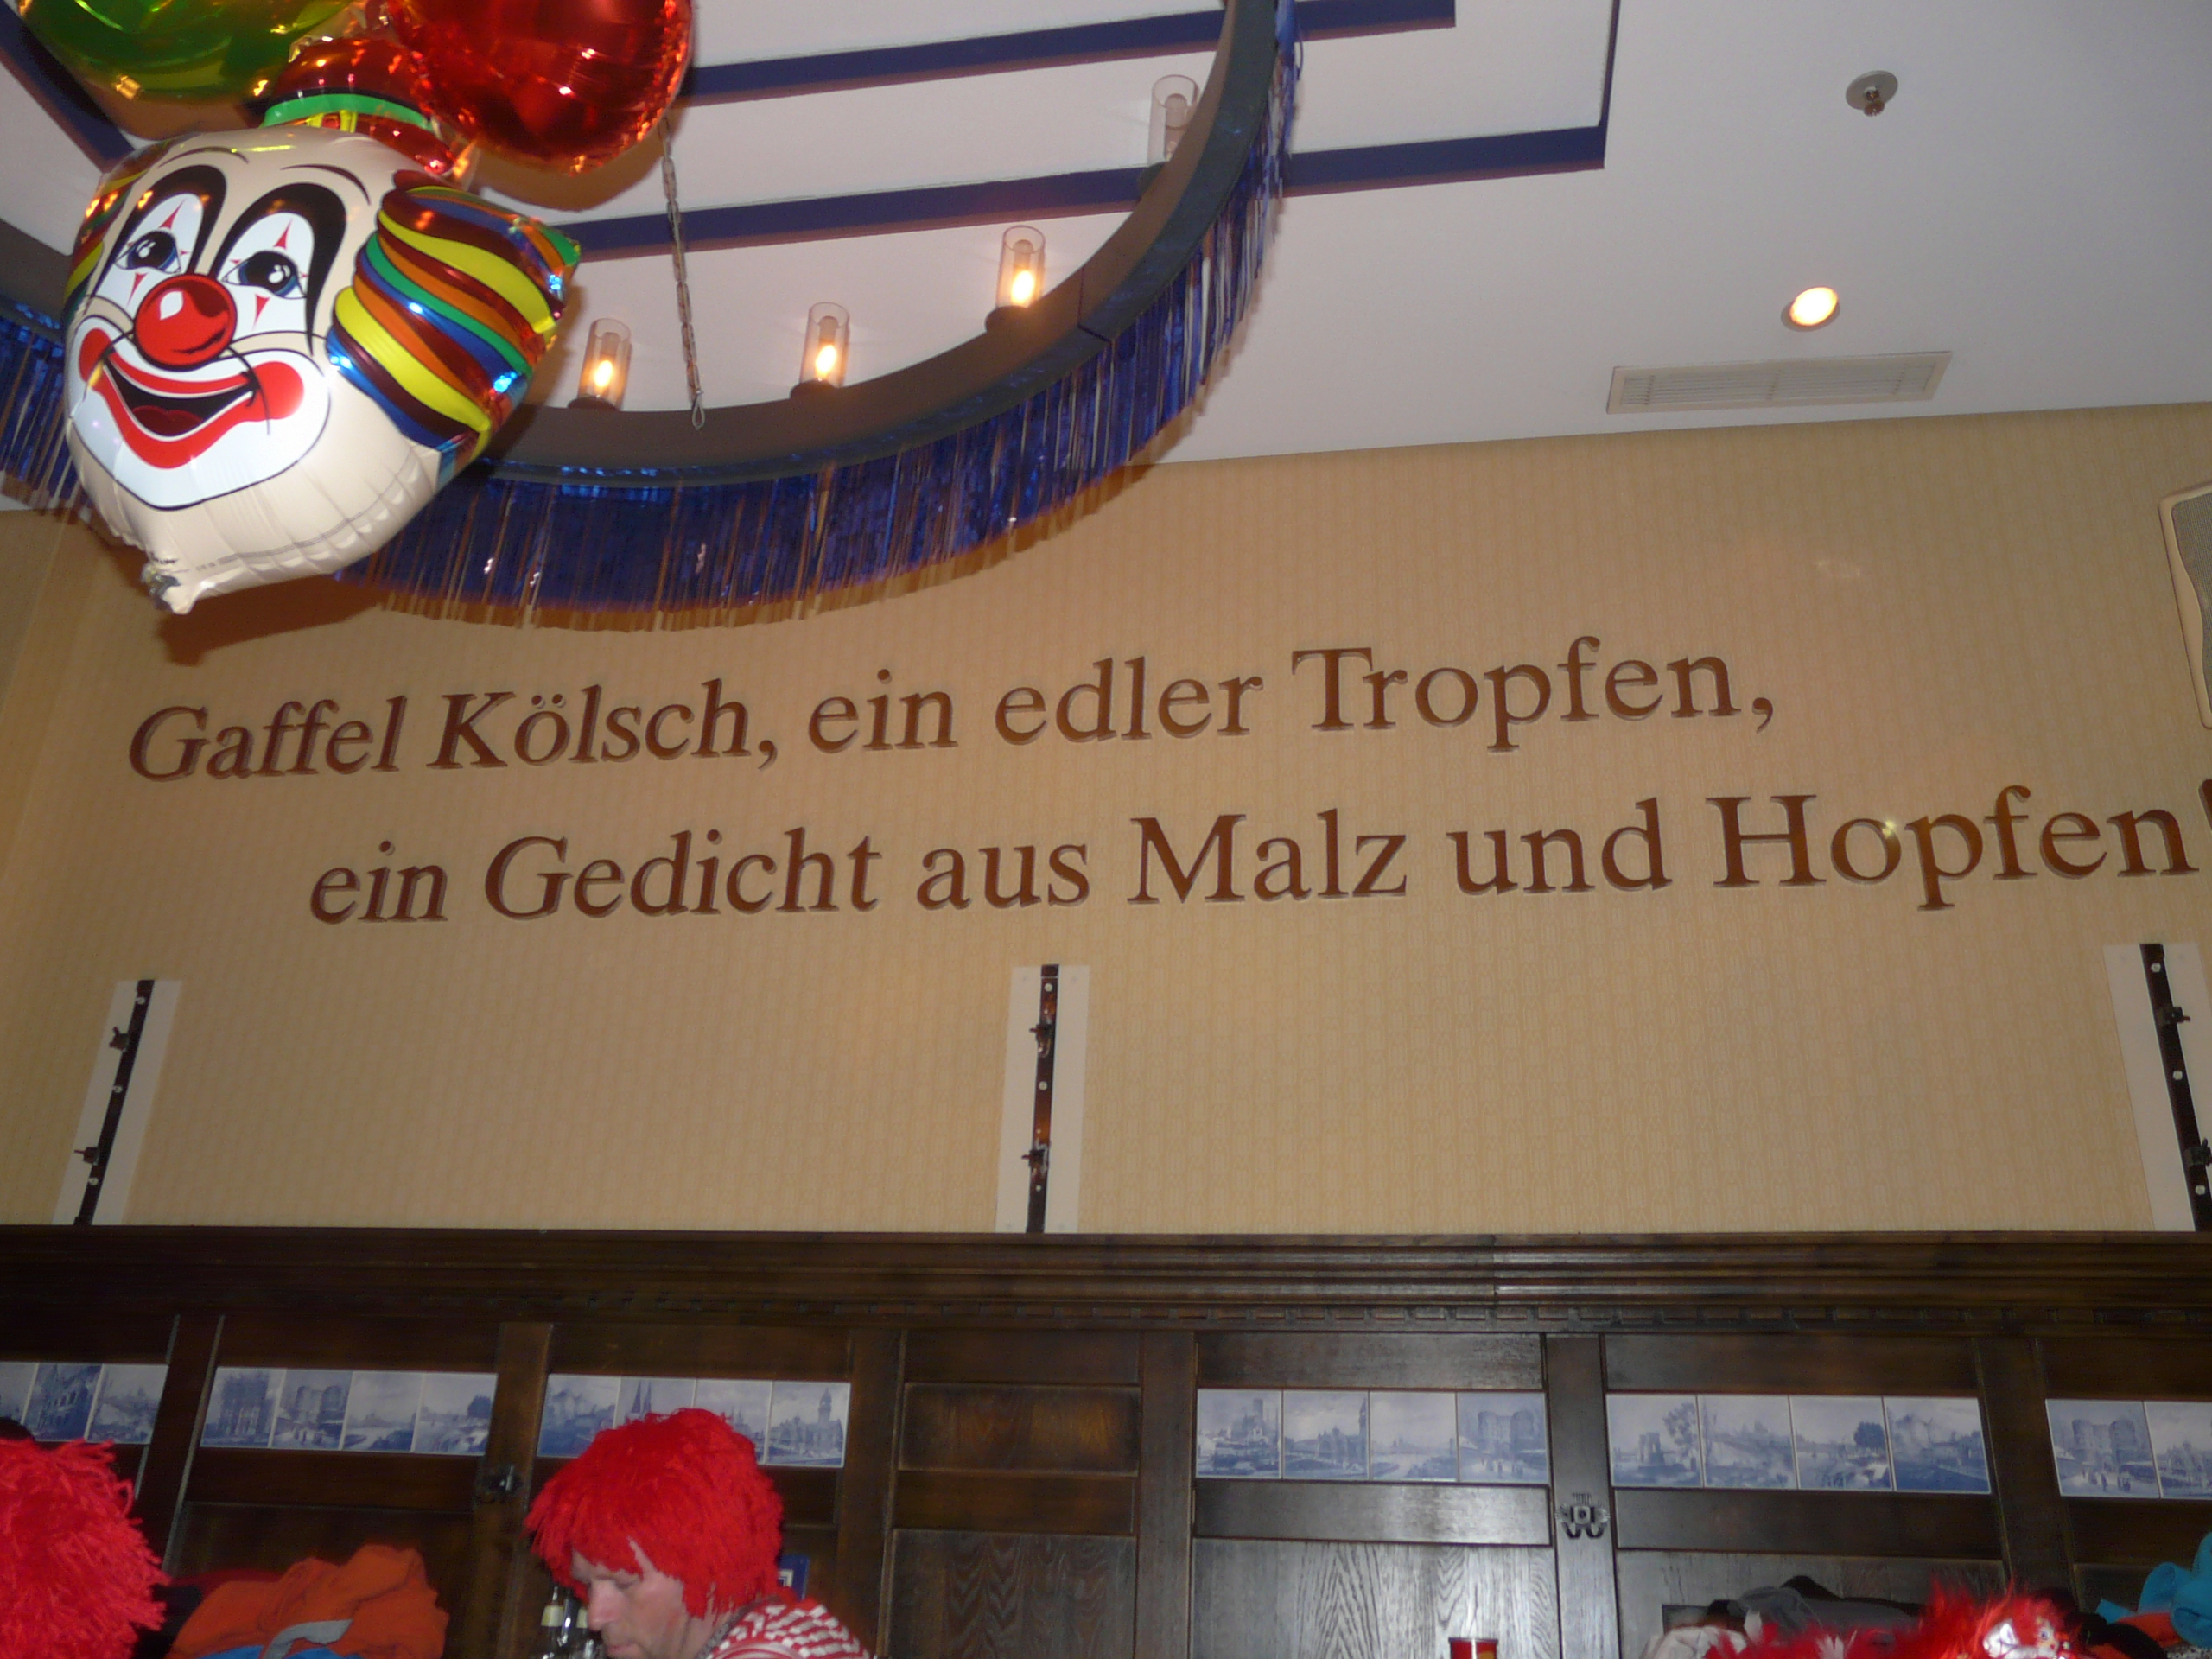 Gaffel Kölsch, ein edler Tropfen,
ein Gedicht aus Malz und Hopfen!